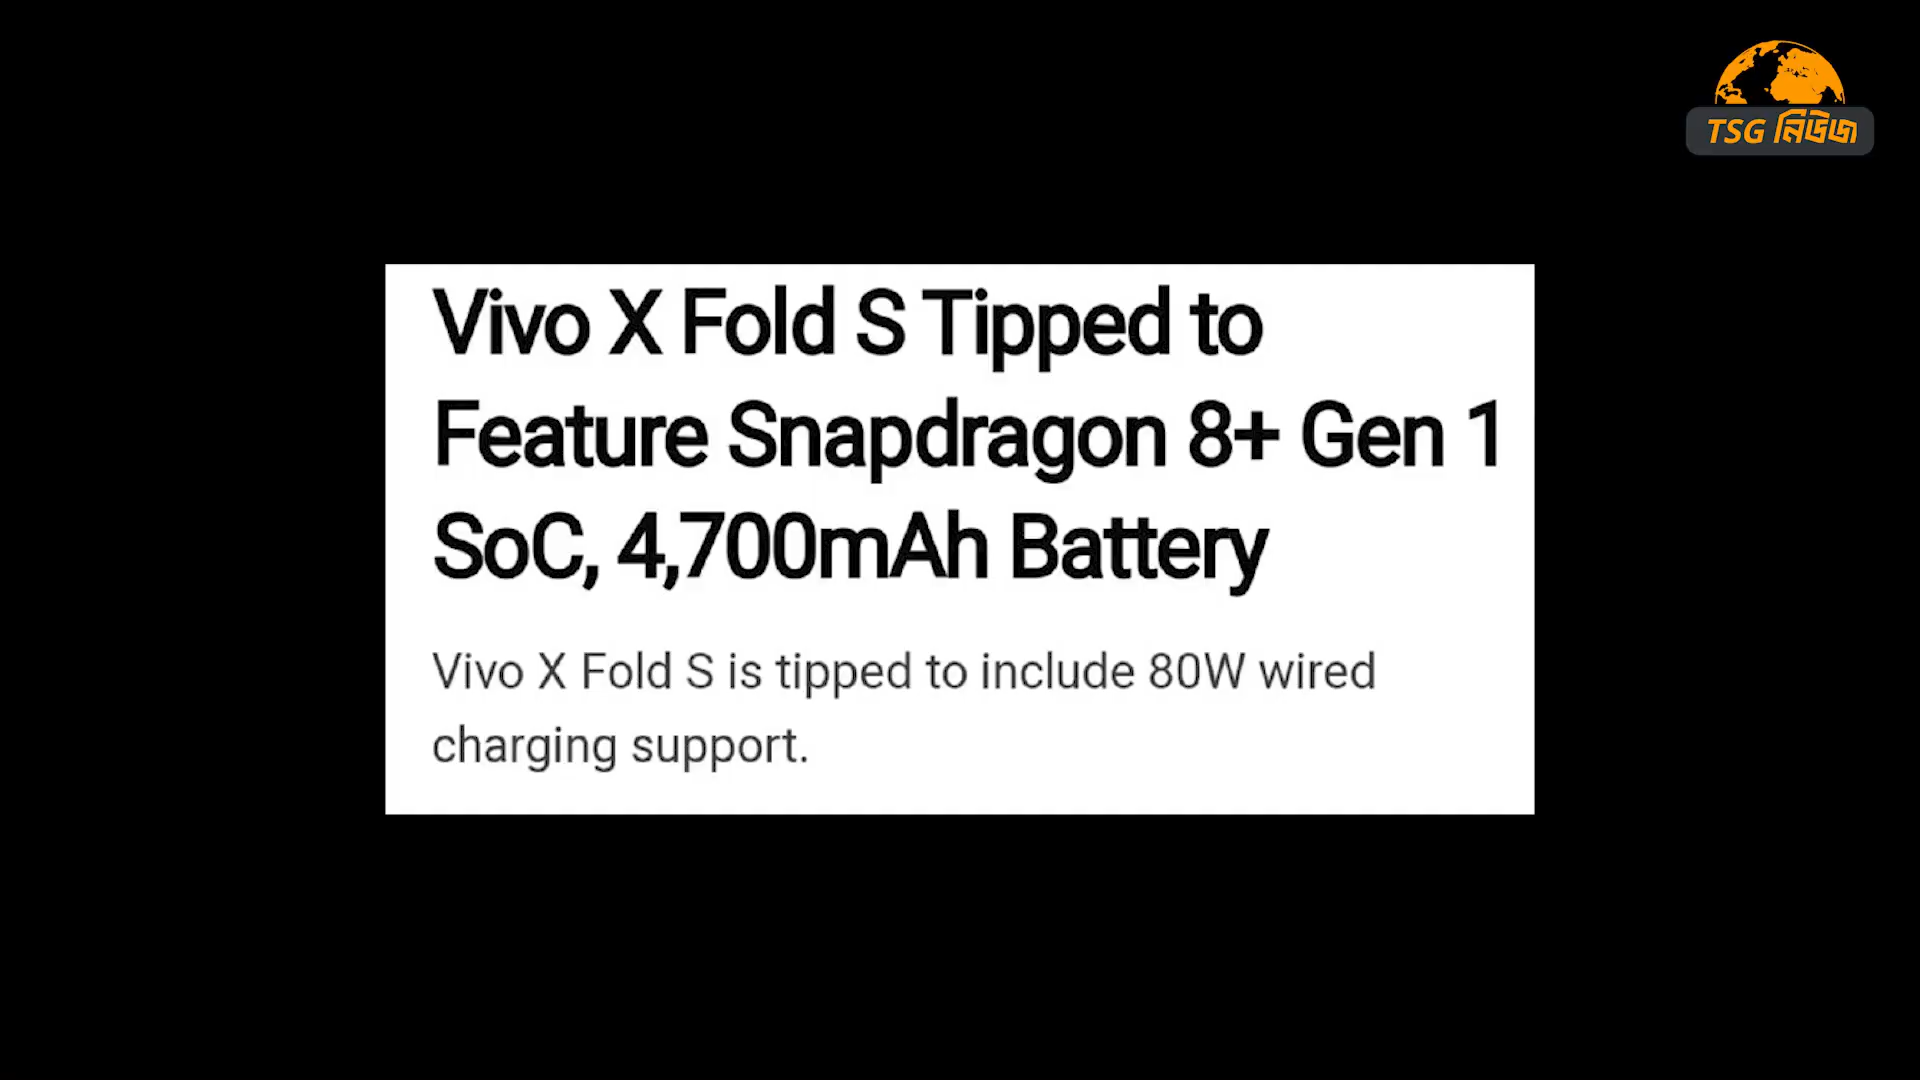 TSG নিউজ
Vivo X Fold S Tipped to
Feature Snapdragon 8+ Gen 1
SoC, 4,700mAh Battery
Vivo X Fold S is tipped to include 80W wired
charging support.